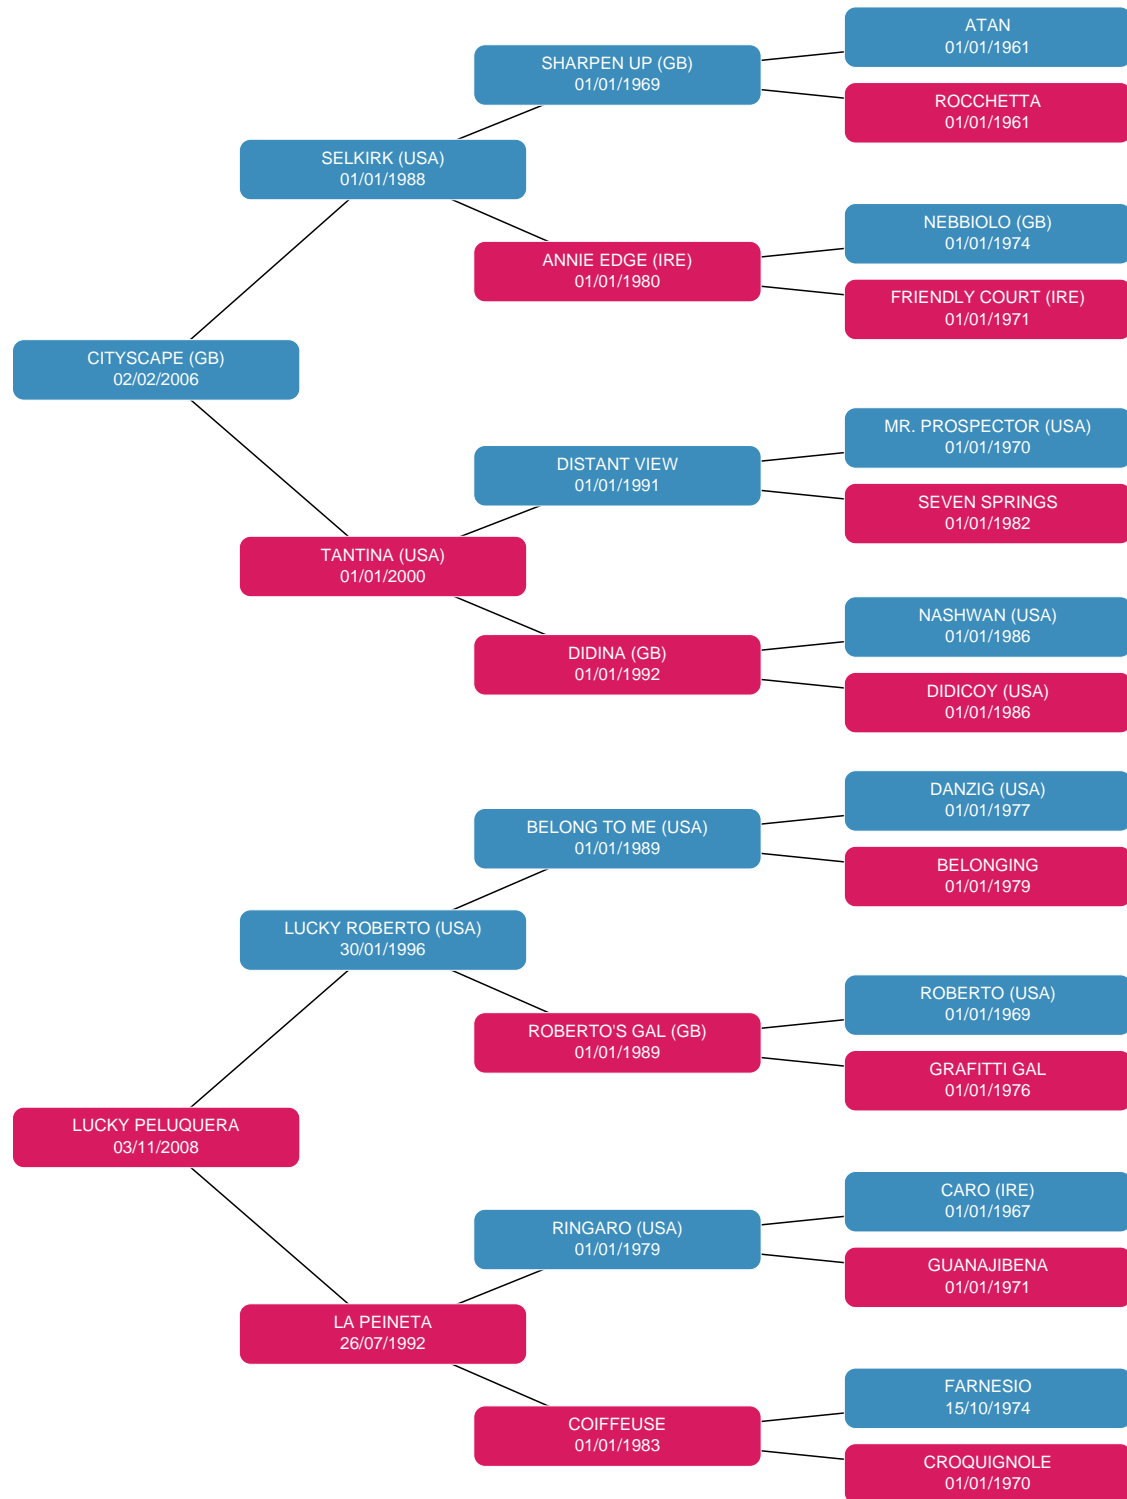 ATAN
01/01/1961
SHARPEN UP (GB)
01/01/1969
ROCCHETTA
01/01/1961
SELKIRK (USA)
01/01/1988
NEBBIOLO (GB)
01/01/1974
ANNIE EDGE (IRE)
01/01/1980
FRIENDLY COURT (IRE)
01/01/1971
CITYSCAPE (GB)
02/02/2006
MR. PROSPECTOR (USA)
01/01/1970
DISTANT VIEW
01/01/1991
SEVEN SPRINGS
01/01/1982
TANTINA (USA)
01/01/2000
NASHWAN (USA)
01/01/1986
DIDINA (GB)
01/01/1992
DIDICOY (USA)
01/01/1986
DANZIG (USA)
01/01/1977
BELONG TO ME (USA)
01/01/1989
BELONGING
01/01/1979
LUCKY ROBERTO (USA)
30/01/1996
ROBERTO (USA)
01/01/1969
ROBERTO'S GAL (GB)
01/01/1989
GRAFITTI GAL
01/01/1976
LUCKY PELUQUERA
03/11/2008
CARO (IRE)
01/01/1967
RINGARO (USA)
01/01/1979
GUANAJIBENA
01/01/1971
LA PEINETA
26/07/1992
FARNESIO
15/10/1974
COIFFEUSE
01/01/1983
CROQUIGNOLE
01/01/1970